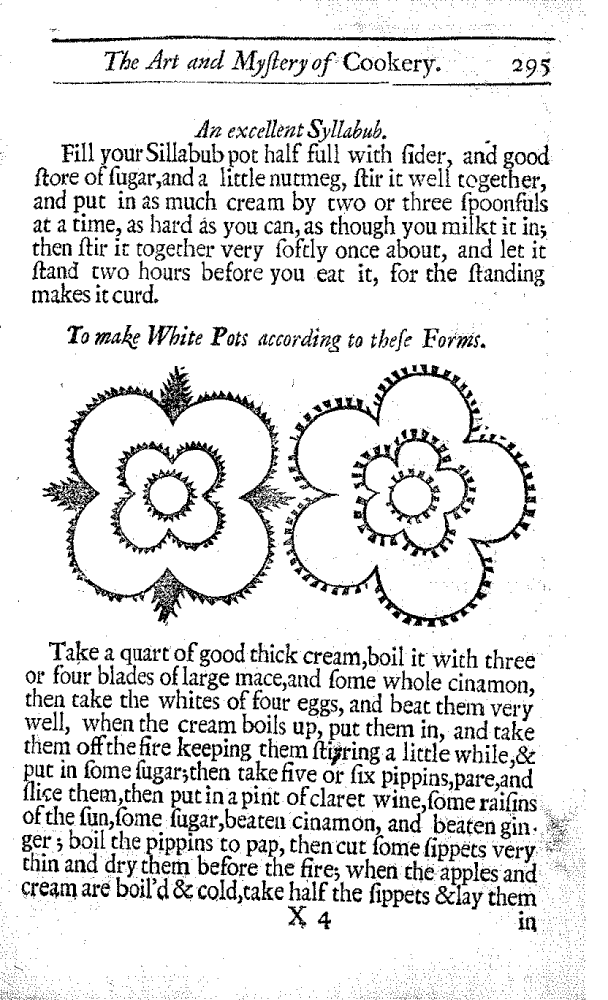 The Art and Myſtery of Cookery. 295
An excellent Syllabub.
Fill your Sillabub pot half full with ſider, and good
ſtore of ſugar,and a little nutmeg, ſtir it well together,
and put in as much cream by two or three ſpoonfuls
at a time, as hard as you can, as though you milkt it in;
then ſtir it together very ſoftly once about, and let it
ſtand two hours before you eat it, for the ſtanding
makes it curd.
To make White Pots according to theſe Forms.
Take a quart of good thick cream,boil it with three
or four blades of large mace,and ſome whole cinamon,
then take the whites of four eggs, and beat them very
well, when the cream boils up, put them in, and take
them off the fire keeping them ſtirring a little while,&
put in ſome ſugar;then take five or ſix pippins,pare,and
ſlice them,then put in a pint of claret wine,ſome raiſins
of the ſun,ſome ſugar,beaten cinamon, and beaten gin-
ger ; boil the pippins to pap, then cut ſome ſippets very
thin and dry them before the fire; when the apples and
cream are boil'd & cold,take half the ſippets &lay them
X 4 in